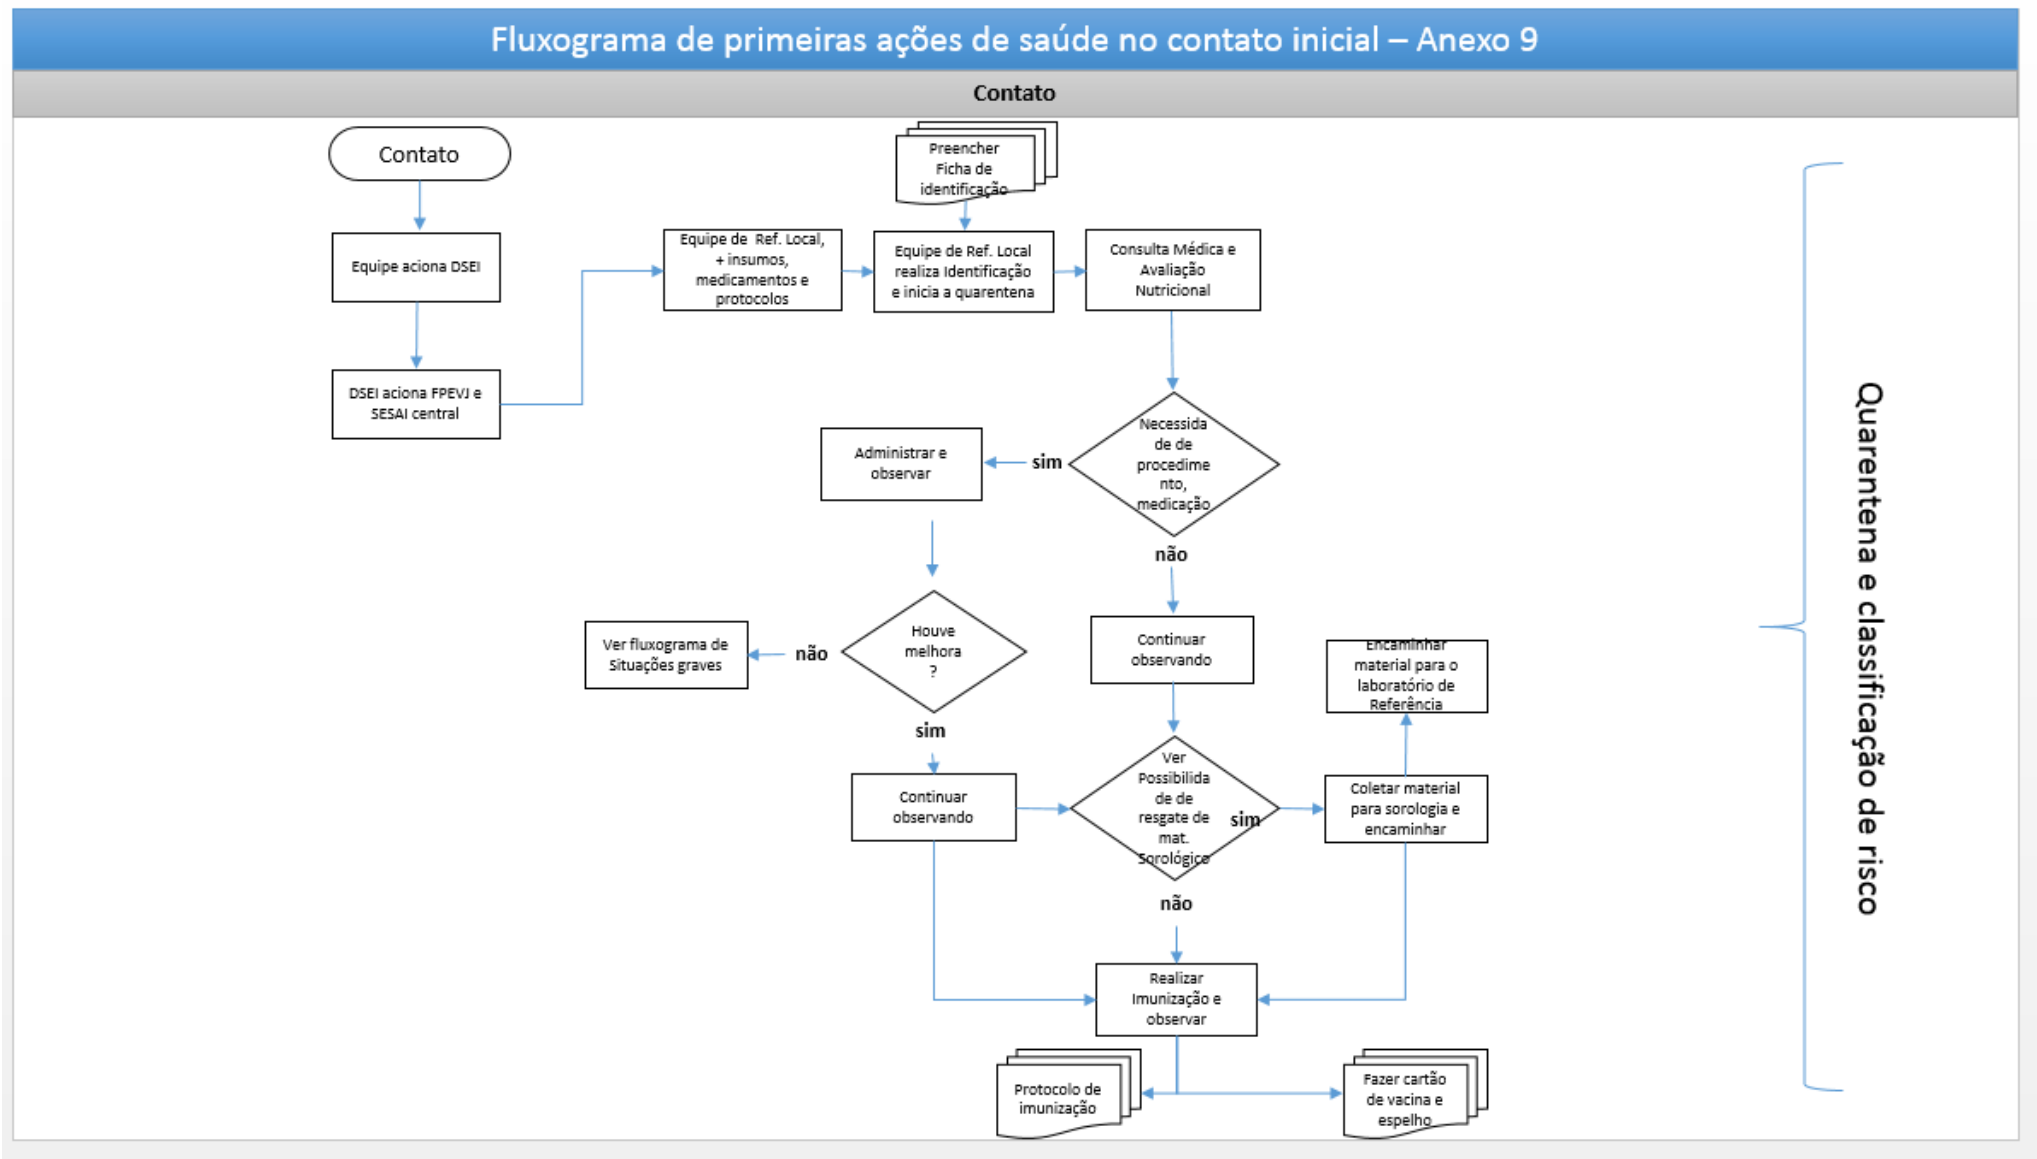 Fluxograma de primeiras ações de saúde no contato inicial – Anexo 9
Contato
Contato
Preencher
Ficha de
identificação
Equipe aciona DSEI
Equipe de Ref. Local,
+ insumos,
medicamentos e
protocolos
Equipe de Ref. Local
realiza Identificação
e inicia a quarentena
Consulta Médica e
Avaliação
Nutricional
DSEI aciona FPEVJ e
SESAI central
Necessida
de de
procedime
nto,
medicação
sim
Administrar e
observar
não
Houve
melhora
?
não
Ver fluxograma de
Situações graves
Continuar
observando
Encaminhar
material para o
laboratório de
Referência
sim
Continuar
observando
Ver
Possibilida
de de
resgate de
mat.
Sorológico
sim
Coletar material
para sorologia e
encaminhar
não
Realizar
Imunização e
observar
Protocolo de
imunização
Fazer cartão
de vacina e
espelho
Quarentena e classificação de risco